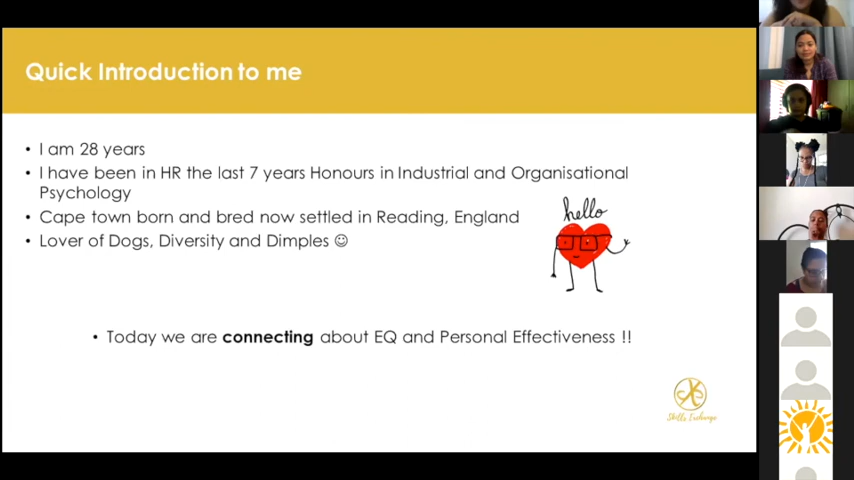 Quick Introduction to me
• I am 28 years
• I have been in HR the last 7 years Honours in Industrial and Organisational
Psychology
• Cape town born and bred now settled in Reading, England
hello
• Lover of Dogs, Diversity and Dimples ☺
• Today we are connecting about EQ and Personal Effectiveness !!
Skills Exchange